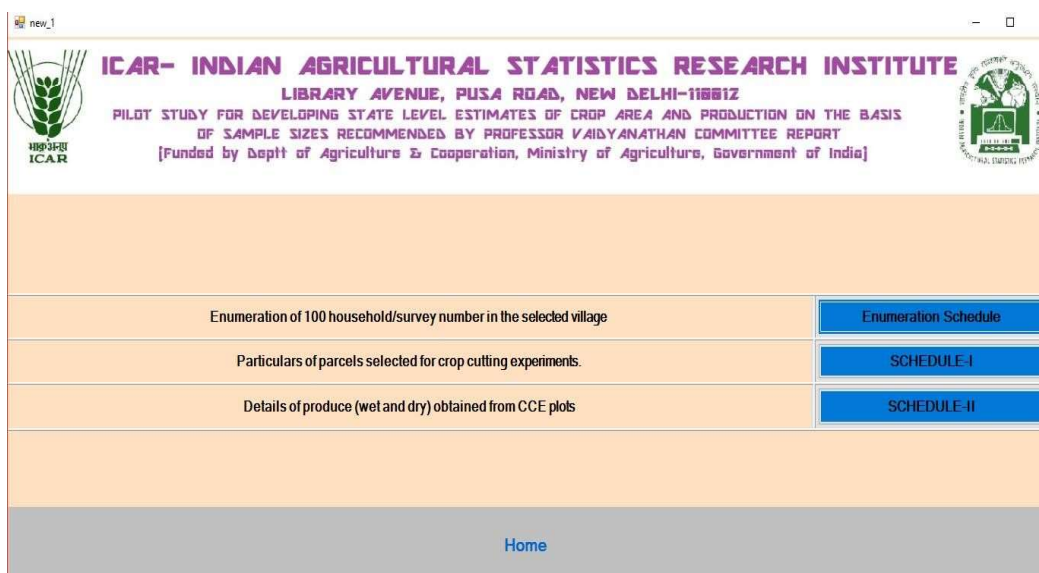 new_1
ICAR- INDIAN AGRICULTURAL STATISTICS RESEARCH INSTITUTE
LIBRARY AVENUE, PUSA ROAD, NEW DELHI-110012
PILOT STUDY FOR DEVELOPING STATE LEVEL ESTIMATES OF CROP AREA AND PRODUCTION ON THE BASIS
OF SAMPLE SIZES RECOMMENDED BY PROFESSOR VAIDYANATHAN COMMITTEE REPORT
[Funded by Deptt of Agriculture & Cooperation, Ministry of Agriculture, Government of India]
भाकृअनुप
ICAR
Enumeration of 100 household/survey number in the selected village
Enumeration Schedule
Particulars of parcels selected for crop cutting experiments.
SCHEDULE-I
Details of produce (wet and dry) obtained from CCE plots
SCHEDULE-II
Home